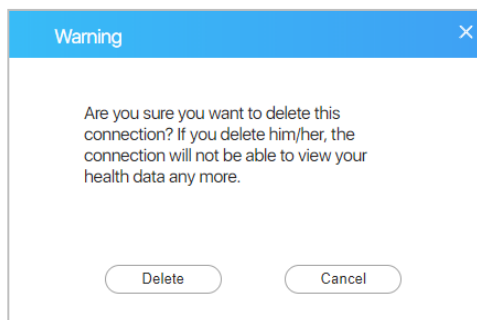 Warning
Are you sure you want to delete this
connection? If you delete him/her, the
connection will not be able to view your
health data any more.
Delete Cancel